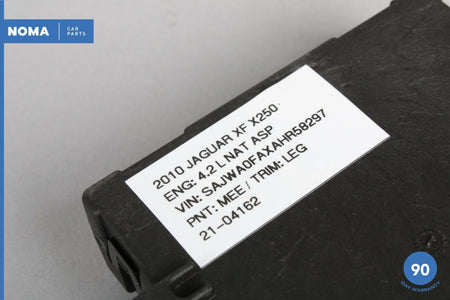 NOMA
CAR
PARTS
2010 JAGUAR XF X250
ENG: 4.2 L NAT ASP
VIN: SAJWA0FAXAHR58297
PNT: MEE / TRIM: LEG
21-04162
90
DAY WARRANTY